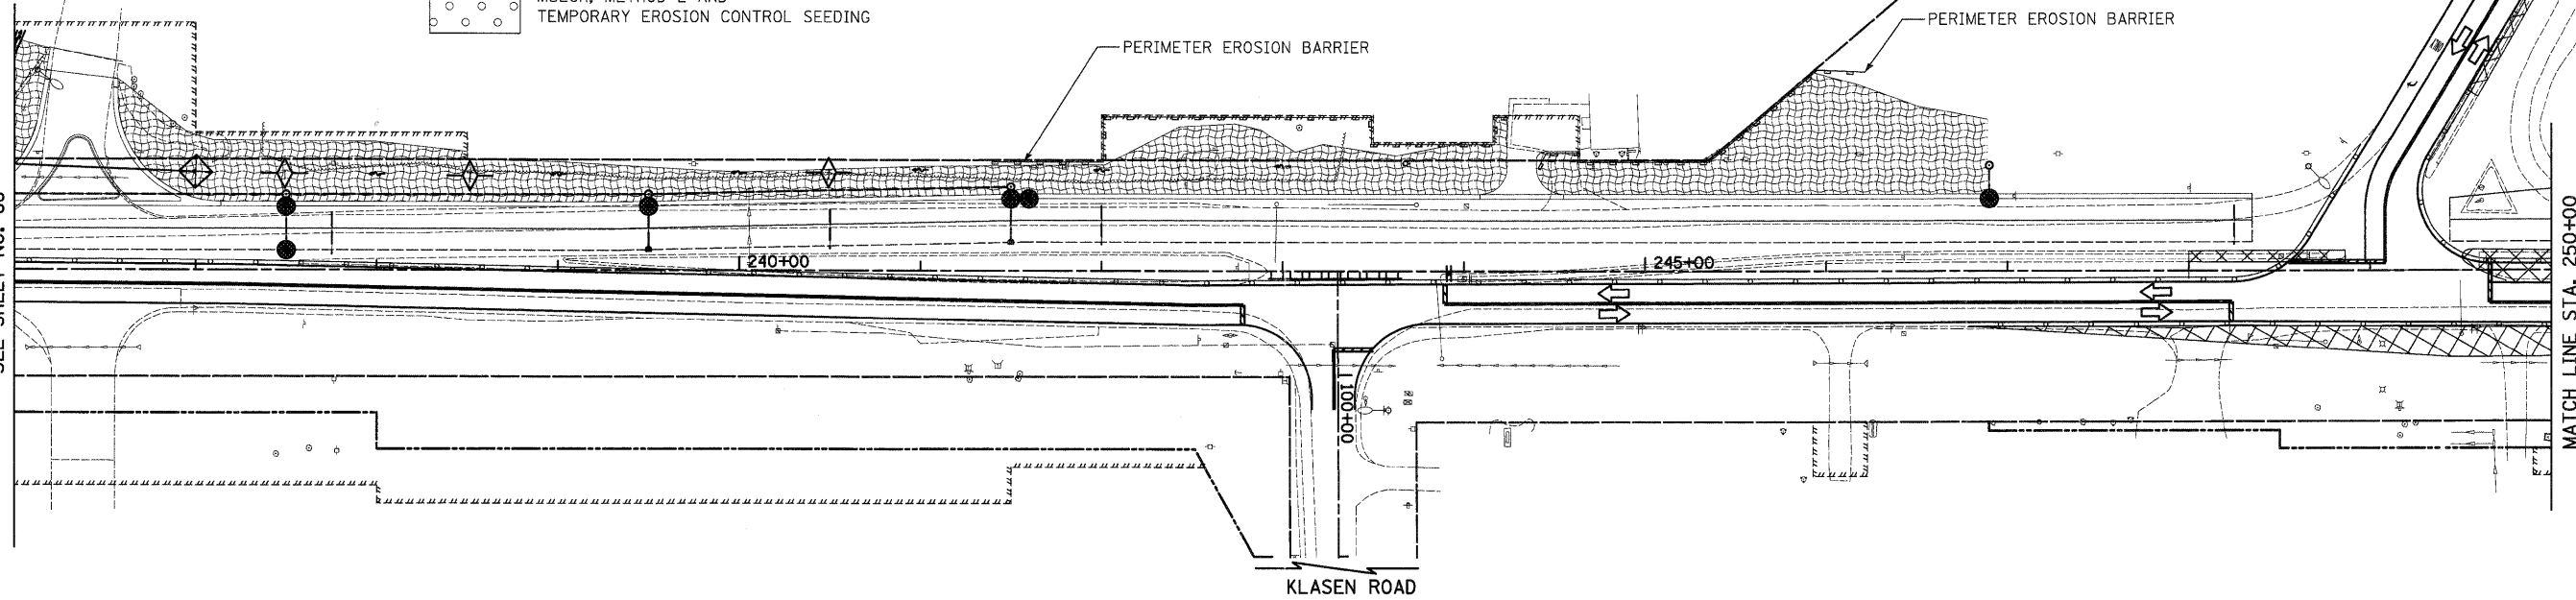 TEMPORARY EROSION CONTROL SEEDING
PERIMETER EROSION BARRIER
PERIMETER EROSION BARRIER
240+00
245+00
100+00
KLASEN ROAD
MATCH LINE STA. 250+00